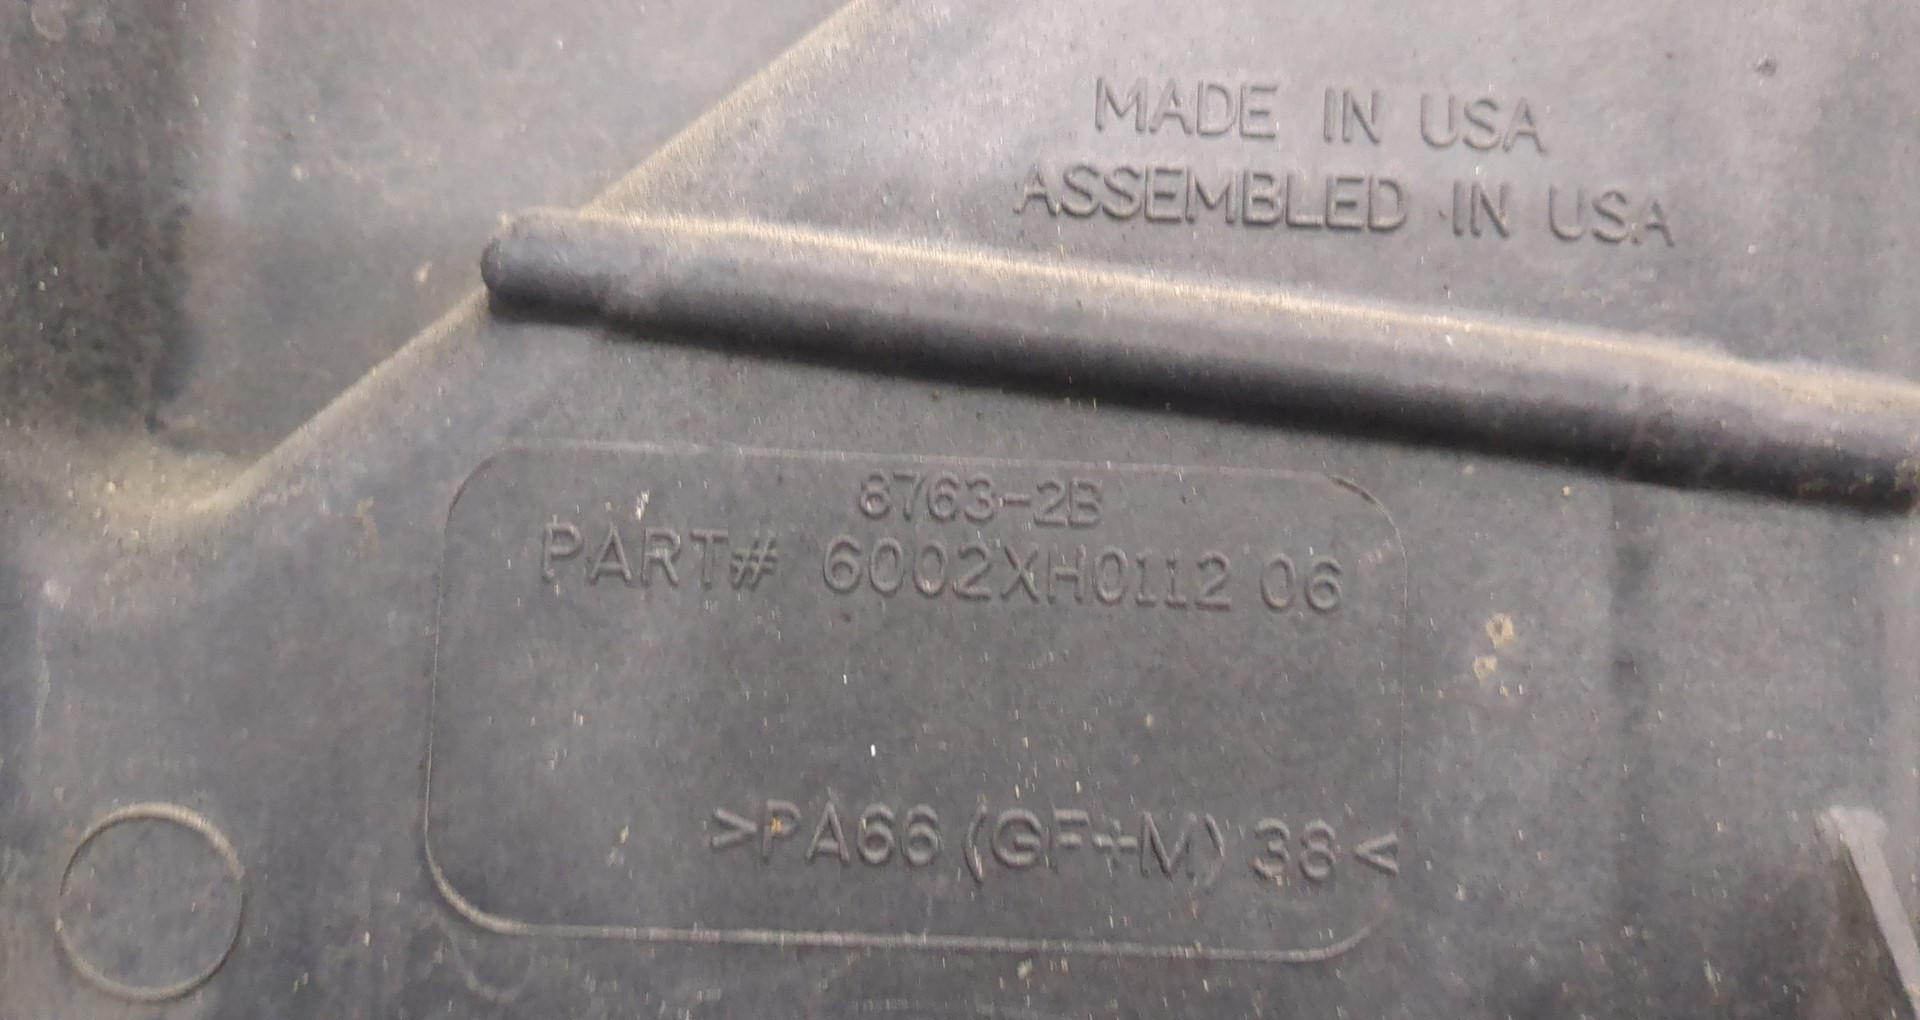 MADE IN USA
ASSEMBLED IN USA
8763-2B
PART# 6002XH0112 06
>PA66 (GF+M) 38<